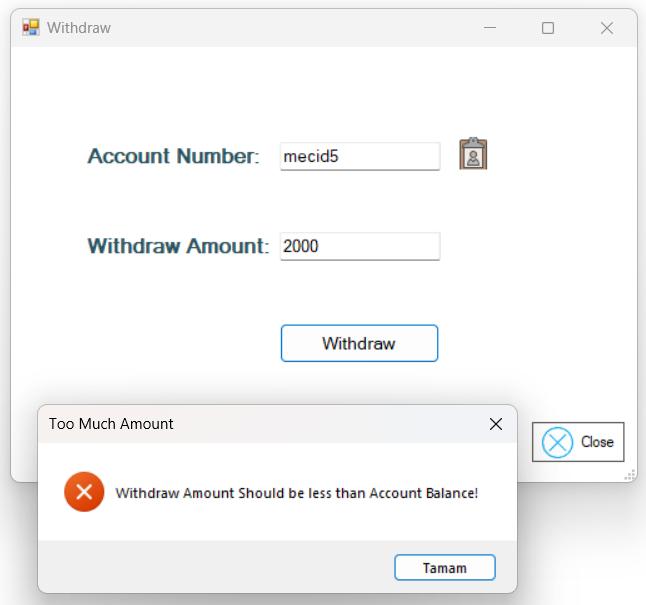 Withdraw
Account Number: mecid5
Withdraw Amount: 2000
Withdraw
Close
Too Much Amount
Withdraw Amount Should be less than Account Balance!
Tamam